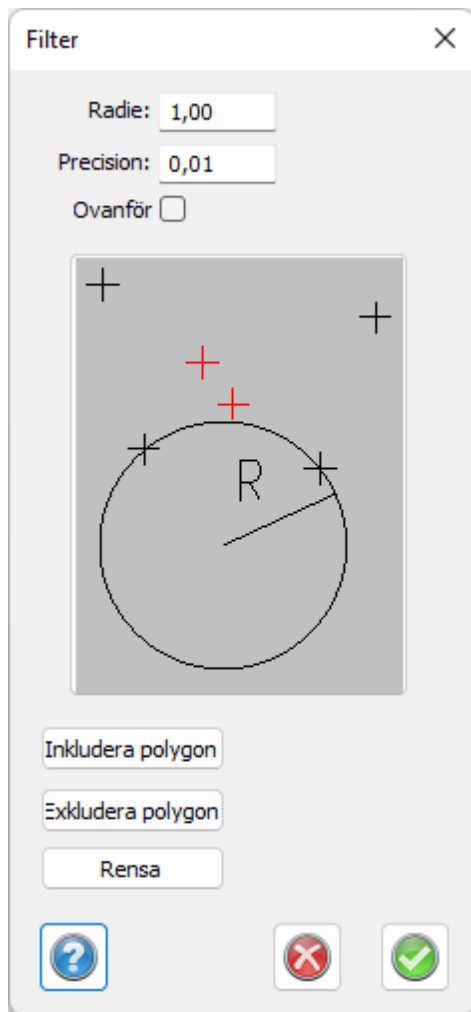 Filter
Radie: 1,00
Precision: 0,01
Ovanför
R
Inkludera polygon
Exkludera polygon
Rensa
?